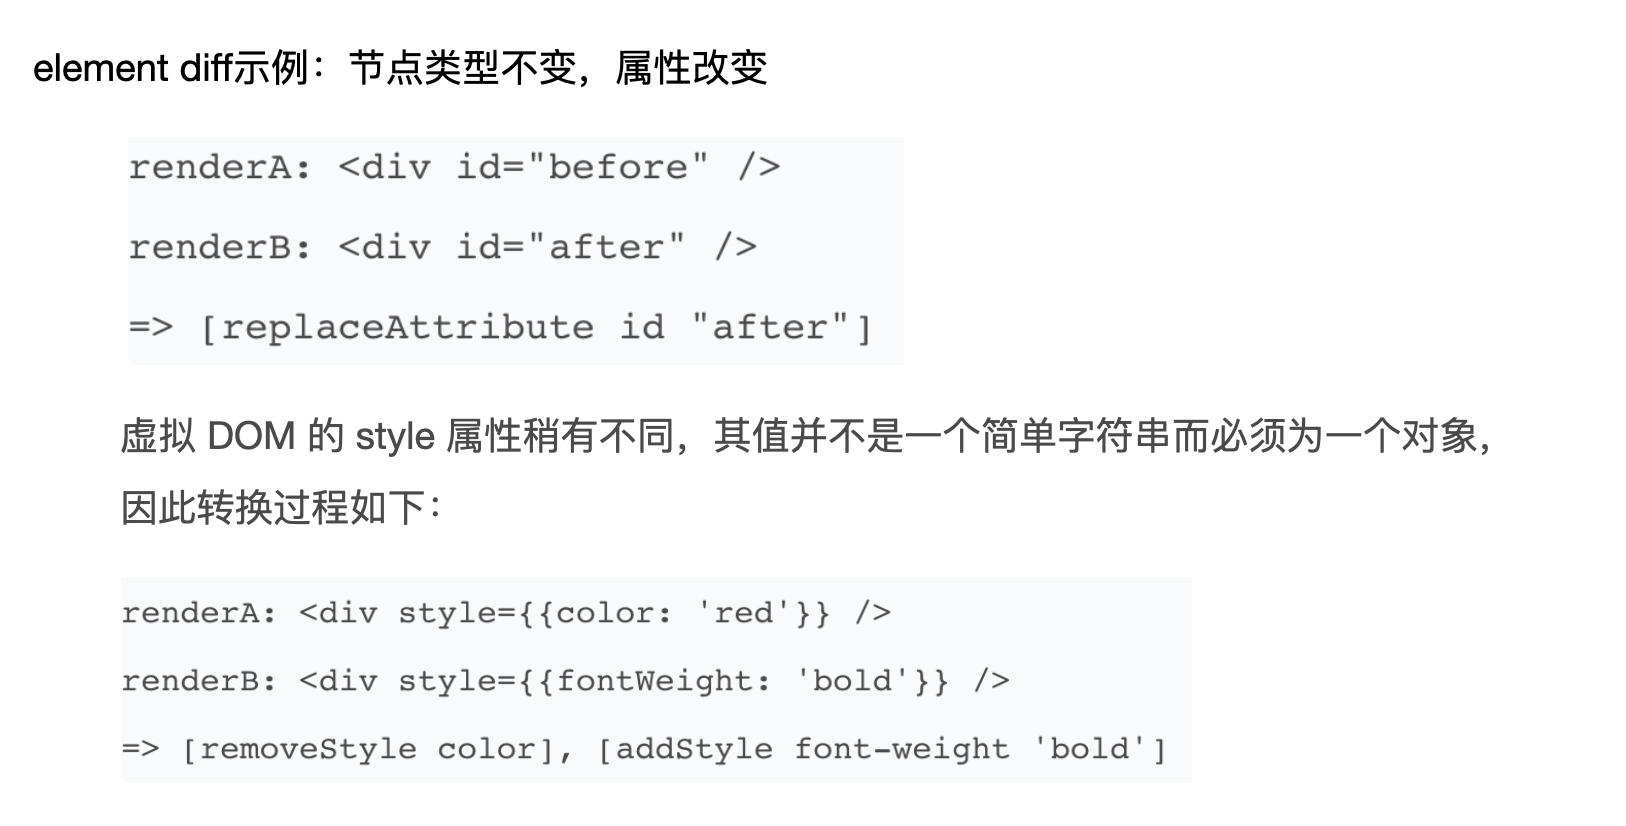 element diff示例：节点类型不变，属性改变
renderA: <div id="before" />
renderB: <div id="after" />
=> [replaceAttribute id "after"]
虚拟 DOM 的 style 属性稍有不同，其值并不是一个简单字符串而必须为一个对象，
因此转换过程如下：
renderA: <div style={{color: 'red'}} />
renderB: <div style={{fontWeight: 'bold'}} />
=> [removeStyle color], [addStyle font-weight 'bold']